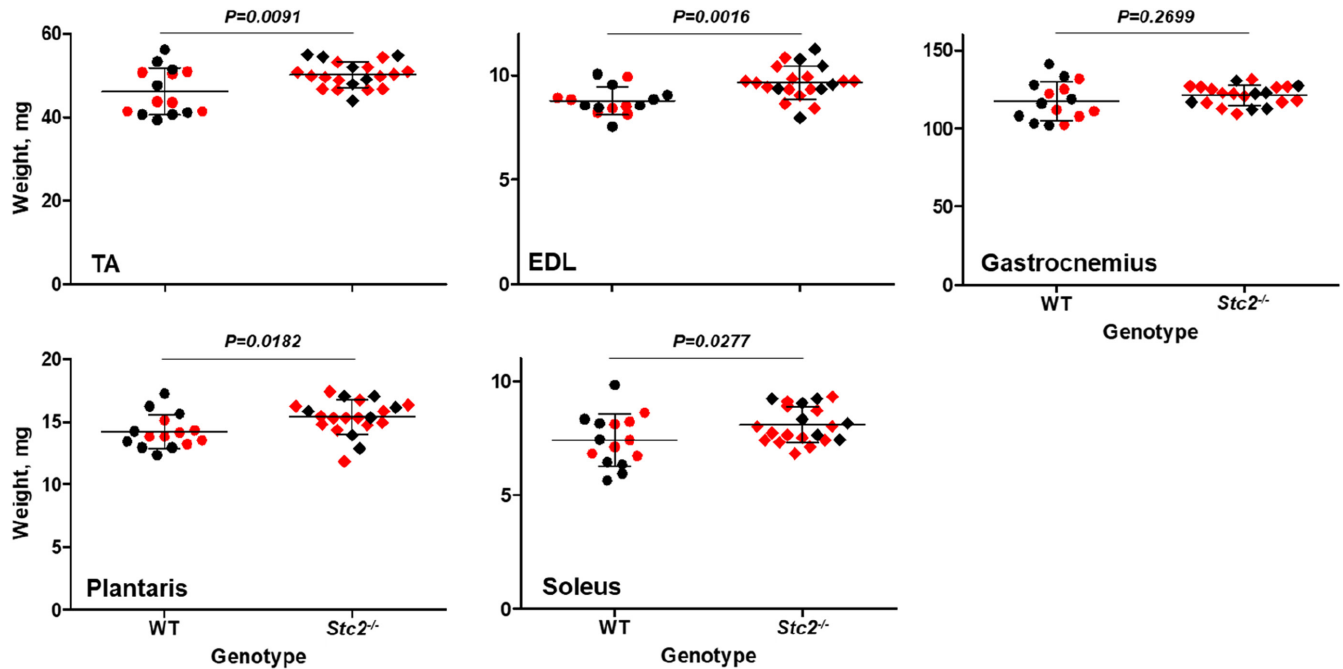 P=0.0091
60
40
20
0
Weight, mg
TA
P=0.0016
10
5
0
EDL
P=0.2699
150
100
50
0
Gastrocnemius
WT
Stc2-/-
Genotype
P=0.0182
20
15
10
5
0
Weight, mg
Plantaris
WT
Stc2-/-
Genotype
P=0.0277
10
5
0
Soleus
WT
Stc2-/-
Genotype